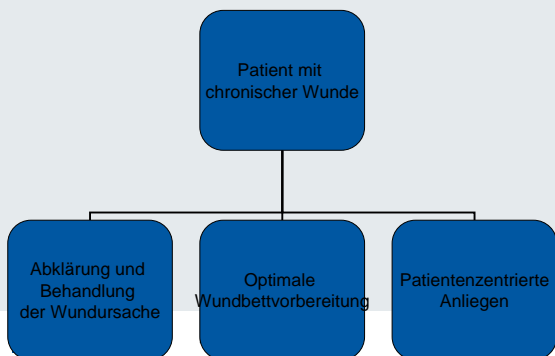 Patient mit
chronischer Wunde
Abklärung und
Behandlung
der Wundursache
Optimale
Wundbettvorbereitung
Patientenzentrierte
Anliegen